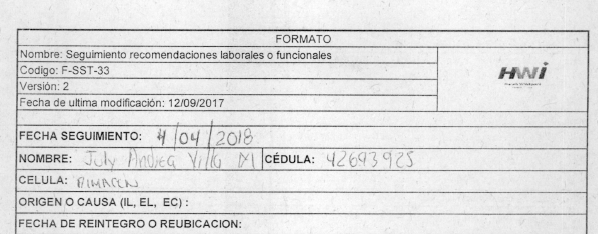 FORMATO
Nombre: Seguimiento recomendaciones laborales o funcionales
Codigo: F-SST-33
Versión: 2
Fecha de ultima modificación: 12/09/2017
HWI
FECHA SEGUIMIENTO: 4/04/2018
NOMBRE: July Andrea Villa M CÉDULA: 42693925
CELULA:
ORIGEN O CAUSA (IL, EL, EC) :
FECHA DE REINTEGRO O REUBICACION: